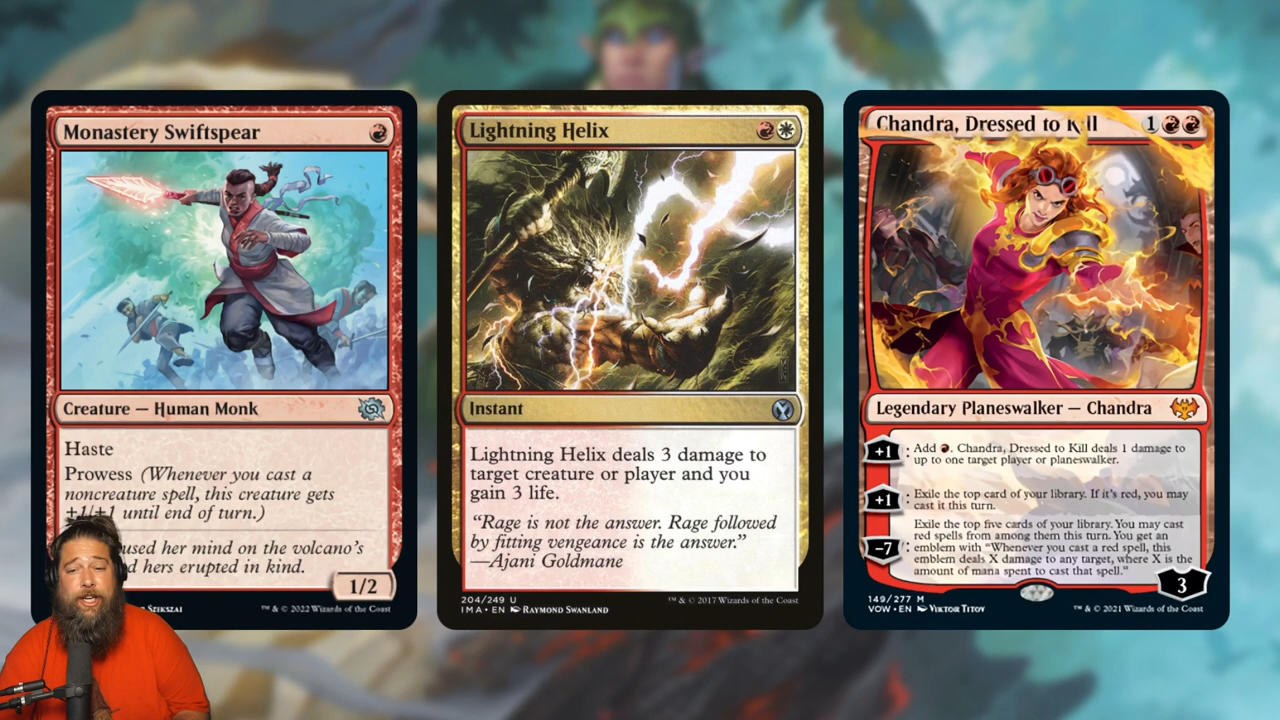 Monastery Swiftspear
Creature — Human Monk
Haste
Prowess (Whenever you cast a
noncreature spell, this creature gets
+1/+1 until end of turn.)
used her mind on the volcano's
d hers erupted in kind.
1/2
Szikszai
™ & © 2022 Wizards of the Coast
Lightning Helix
Instant
Lightning Helix deals 3 damage to
target creature or player and you
gain 3 life.
"Rage is not the answer. Rage followed
by fitting vengeance is the answer."
—Ajani Goldmane
204/249 U
IMA • EN Raymond Swanland
™ & © 2017 Wizards of the Coast
Chandra, Dressed to Kill
1
Legendary Planeswalker — Chandra
+1 : Add . Chandra, Dressed to Kill deals 1 damage to
up to one target player or planeswalker.
+1 : Exile the top card of your library. If it's red, you may
cast it this turn.
Exile the top five cards of your library. You may cast
red spells from among them this turn. You get an
-7 : emblem with "Whenever you cast a red spell, this
emblem deals X damage to any target, where X is the
amount of mana spent to cast that spell."
3
149/277 M
VOW • EN Viktor Titov
™ & © 2021 Wizards of the Coast